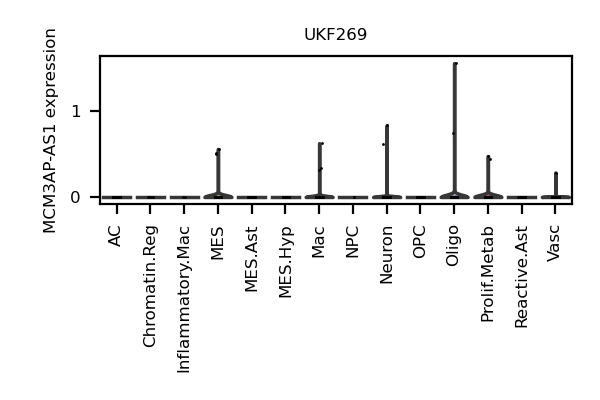 UKF269
MCM3AP-AS1 expression
1
0
AC
Chromatin.Reg
Inflammatory.Mac
MES
MES.Ast
MES.Hyp
Mac
NPC
Neuron
OPC
Oligo
Prolif.Metab
Reactive.Ast
Vasc